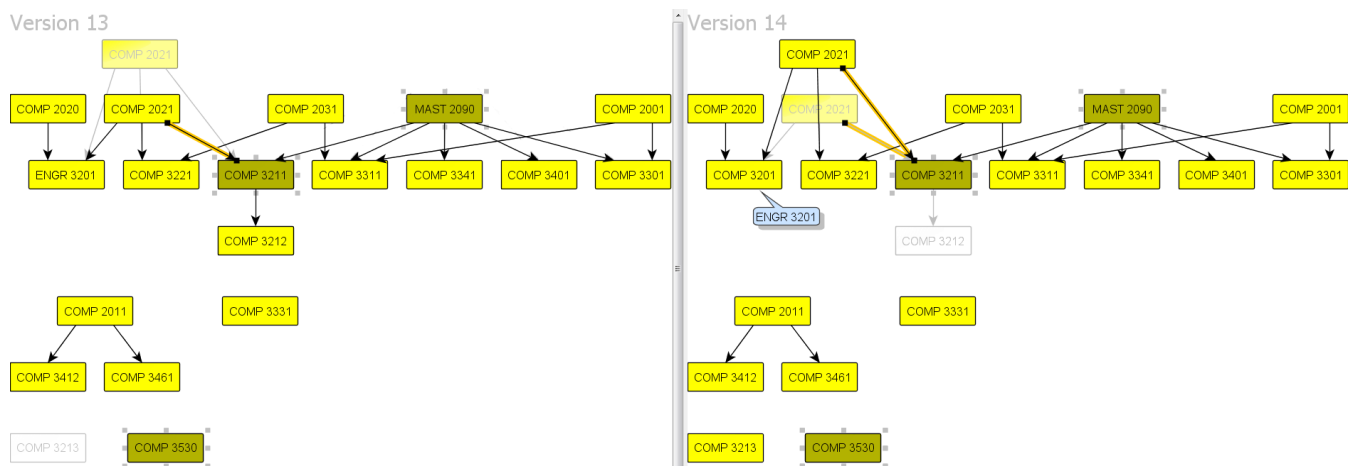 Version 13
COMP 2021
COMP 2020
COMP 2021
COMP 2031
MAST 2090
COMP 2001
ENGR 3201
COMP 3221
COMP 3211
COMP 3311
COMP 3341
COMP 3401
COMP 3301
COMP 3212
COMP 2011
COMP 3331
COMP 3412
COMP 3461
COMP 3213
COMP 3530
Version 14
COMP 2021
COMP 2020
COMP 2021
COMP 2031
MAST 2090
COMP 2001
COMP 3201
COMP 3221
COMP 3211
COMP 3311
COMP 3341
COMP 3401
COMP 3301
ENGR 3201
COMP 3212
COMP 2011
COMP 3331
COMP 3412
COMP 3461
COMP 3213
COMP 3530